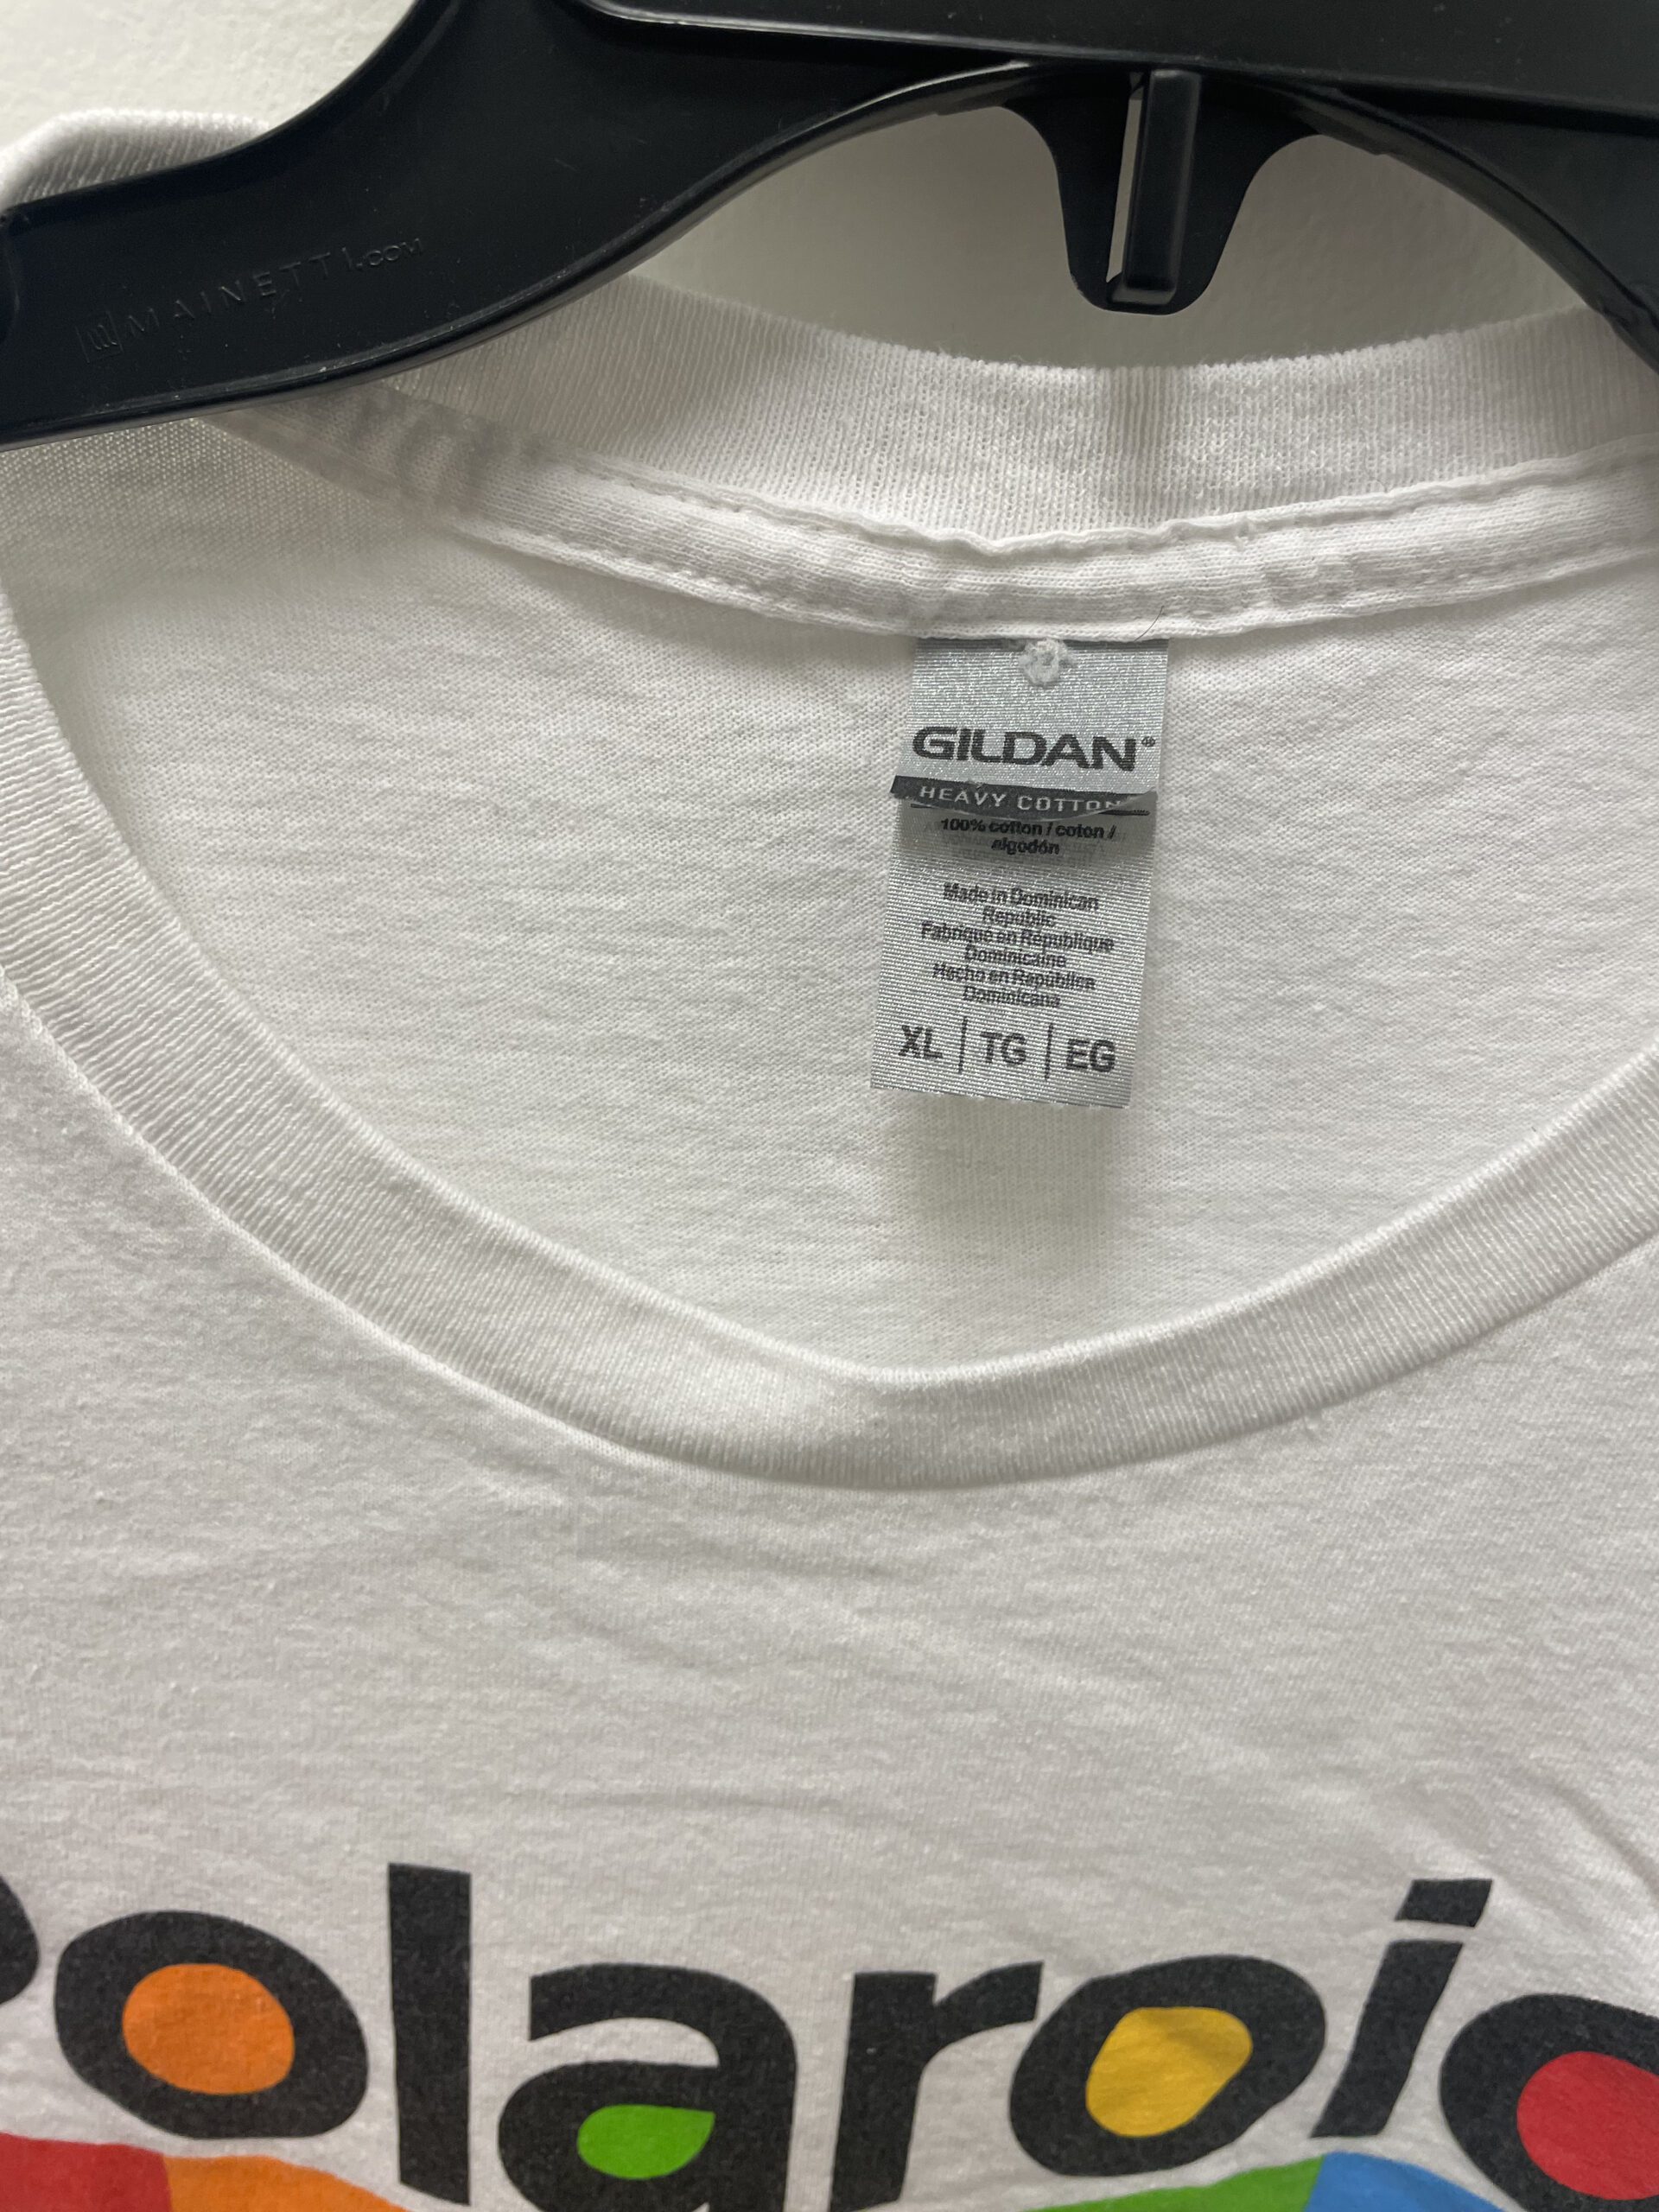 MAINETTI.COM
GILDAN®
HEAVY COTTON™
100% cotton / coton /
algodón
Made in Dominican
Republic
Fabriqué en République
Dominicaine
Hecho en República
Dominicana
XL | TG | EG
olaroi